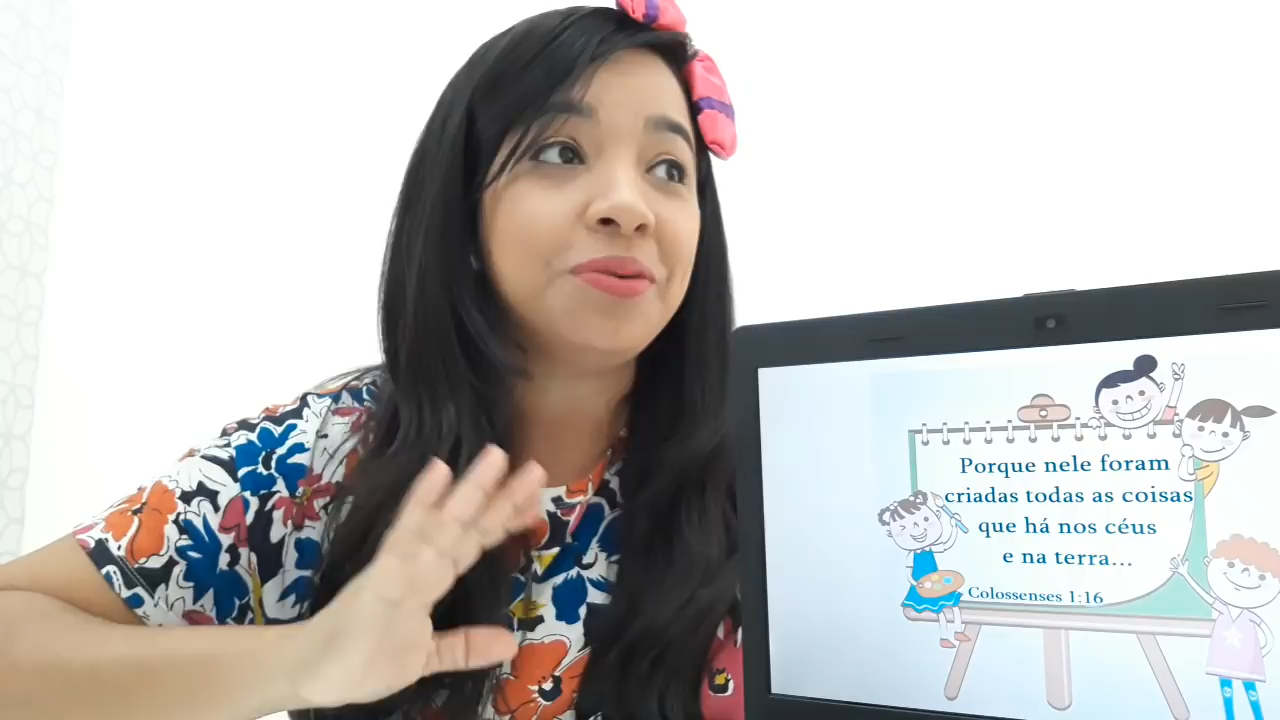 Porque nele foram
criadas todas as coisas
que há nos céus
e na terra...
Colossenses 1:16